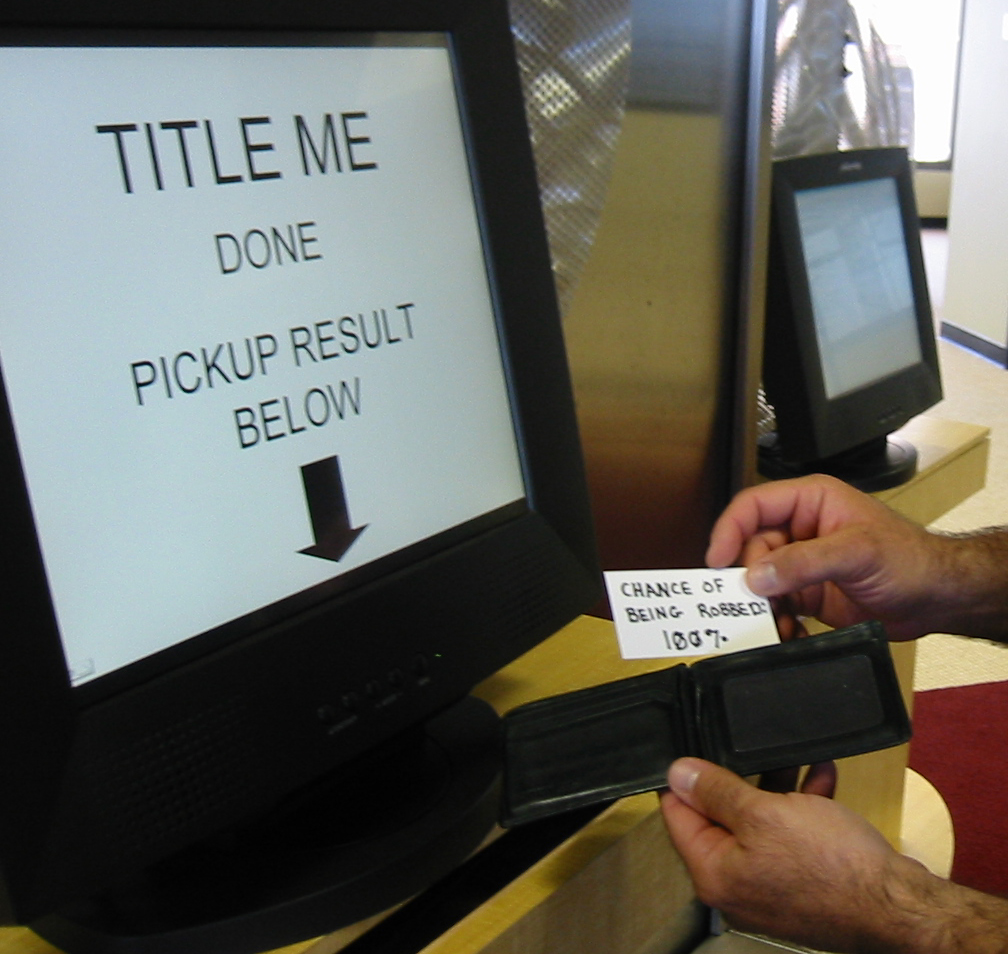 TITLE ME
DONE
PICKUP RESULT
BELOW
CHANCE OF
BEING ROBBED:
100%